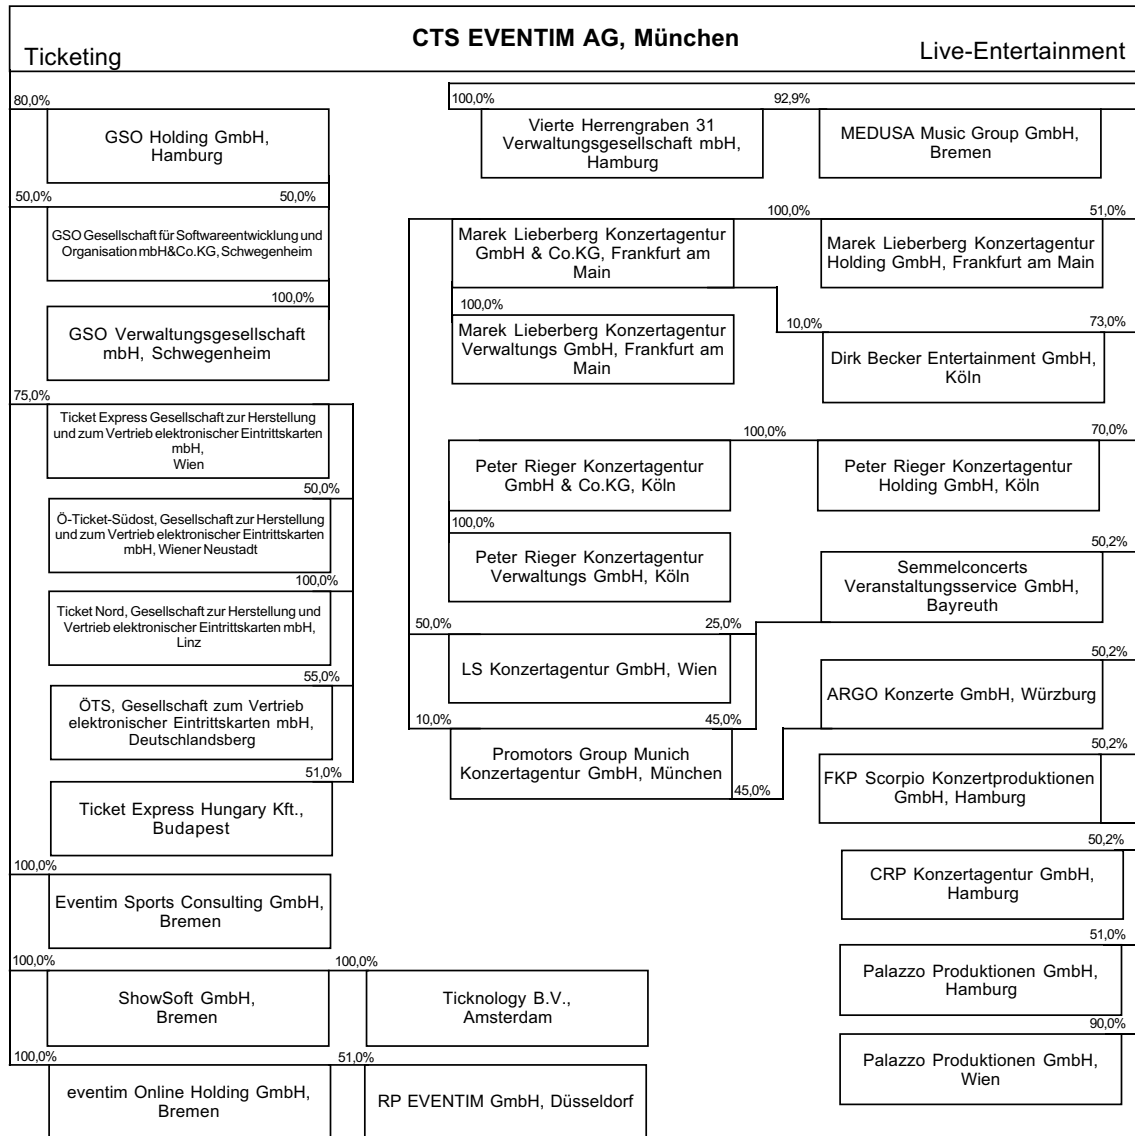 CTS EVENTIM AG, München
Ticketing
Live-Entertainment
80,0%
GSO Holding GmbH,
Hamburg
50,0%
50,0%
GSO Gesellschaft für Softwareentwicklung und
Organisation mbH&Co.KG, Schwegenheim
100,0%
GSO Verwaltungsgesellschaft
mbH, Schwegenheim
75,0%
Ticket Express Gesellschaft zur Herstellung
und zum Vertrieb elektronischer Eintrittskarten
mbH,
Wien
50,0%
Ö-Ticket-Südost, Gesellschaft zur Herstellung
und zum Vertrieb elektronischer Eintrittskarten
mbH, Wiener Neustadt
100,0%
Ticket Nord, Gesellschaft zur Herstellung und
Vertrieb elektronischer Eintrittskarten mbH,
Linz
55,0%
ÖTS, Gesellschaft zum Vertrieb
elektronischer Eintrittskarten mbH,
Deutschlandsberg
51,0%
Ticket Express Hungary Kft.,
Budapest
100,0%
Eventim Sports Consulting GmbH,
Bremen
100,0%
ShowSoft GmbH,
Bremen
100,0%
Ticknology B.V.,
Amsterdam
100,0%
eventim Online Holding GmbH,
Bremen
51,0%
RP EVENTIM GmbH, Düsseldorf
100,0%
Vierte Herrengraben 31
Verwaltungsgesellschaft mbH,
Hamburg
92,9%
MEDUSA Music Group GmbH,
Bremen
Marek Lieberberg Konzertagentur
GmbH & Co.KG, Frankfurt am
Main
100,0%
51,0%
Marek Lieberberg Konzertagentur
Holding GmbH, Frankfurt am Main
100,0%
Marek Lieberberg Konzertagentur
Verwaltungs GmbH, Frankfurt am
Main
10,0%
73,0%
Dirk Becker Entertainment GmbH,
Köln
Peter Rieger Konzertagentur
GmbH & Co.KG, Köln
100,0%
70,0%
Peter Rieger Konzertagentur
Holding GmbH, Köln
100,0%
Peter Rieger Konzertagentur
Verwaltungs GmbH, Köln
50,2%
Semmelconcerts
Veranstaltungsservice GmbH,
Bayreuth
50,0%
25,0%
LS Konzertagentur GmbH, Wien
50,2%
ARGO Konzerte GmbH, Würzburg
10,0%
45,0%
Promotors Group Munich
Konzertagentur GmbH, München
45,0%
50,2%
FKP Scorpio Konzertproduktionen
GmbH, Hamburg
50,2%
CRP Konzertagentur GmbH,
Hamburg
51,0%
Palazzo Produktionen GmbH,
Hamburg
90,0%
Palazzo Produktionen GmbH,
Wien